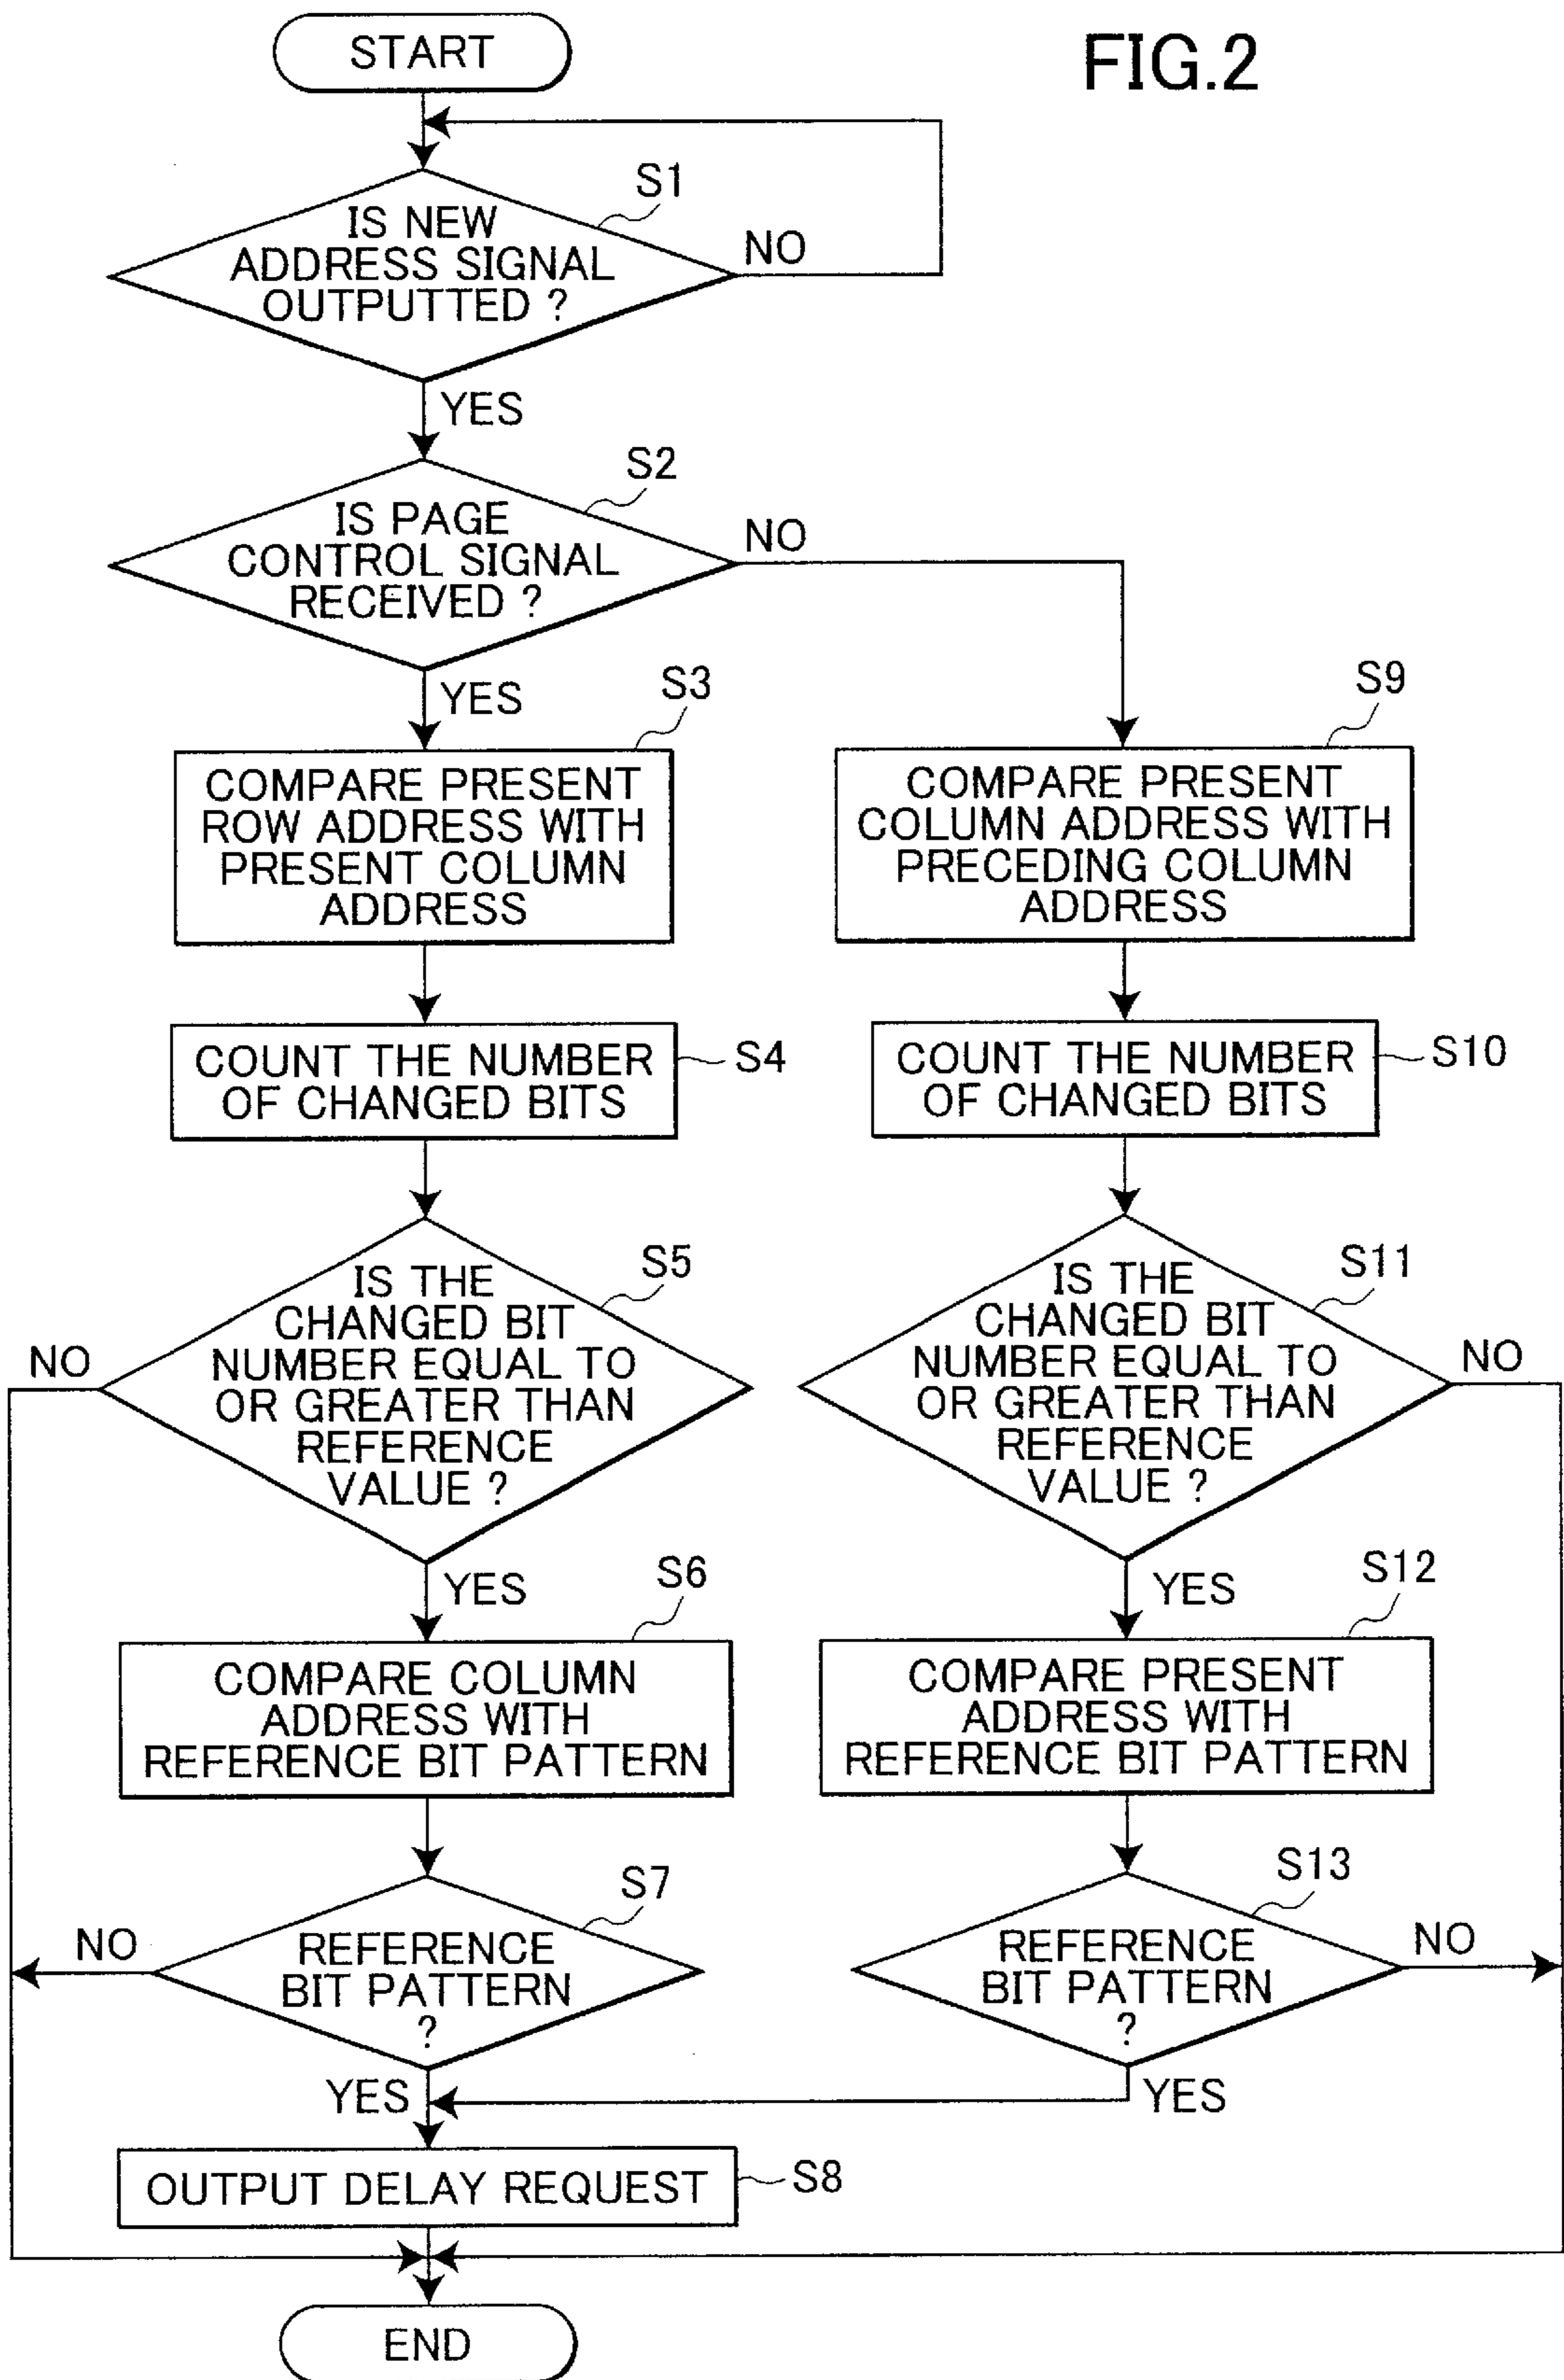 START
FIG.2
S1
IS NEW
ADDRESS SIGNAL
OUTPUTTED ?
NO
YES
S2
IS PAGE
CONTROL SIGNAL
RECEIVED ?
NO
YES
S3
COMPARE PRESENT
ROW ADDRESS WITH
PRESENT COLUMN
ADDRESS
S9
COMPARE PRESENT
COLUMN ADDRESS WITH
PRECEDING COLUMN
ADDRESS
COUNT THE NUMBER
OF CHANGED BITS
S4
COUNT THE NUMBER
OF CHANGED BITS
S10
S5
IS THE
CHANGED BIT
NUMBER EQUAL TO
OR GREATER THAN
REFERENCE
VALUE ?
NO
YES
S11
IS THE
CHANGED BIT
NUMBER EQUAL TO
OR GREATER THAN
REFERENCE
VALUE ?
NO
YES
S6
COMPARE COLUMN
ADDRESS WITH
REFERENCE BIT PATTERN
S12
COMPARE PRESENT
ADDRESS WITH
REFERENCE BIT PATTERN
S7
NO
REFERENCE
BIT PATTERN
?
YES
S13
REFERENCE
BIT PATTERN
?
NO
YES
OUTPUT DELAY REQUEST
S8
END